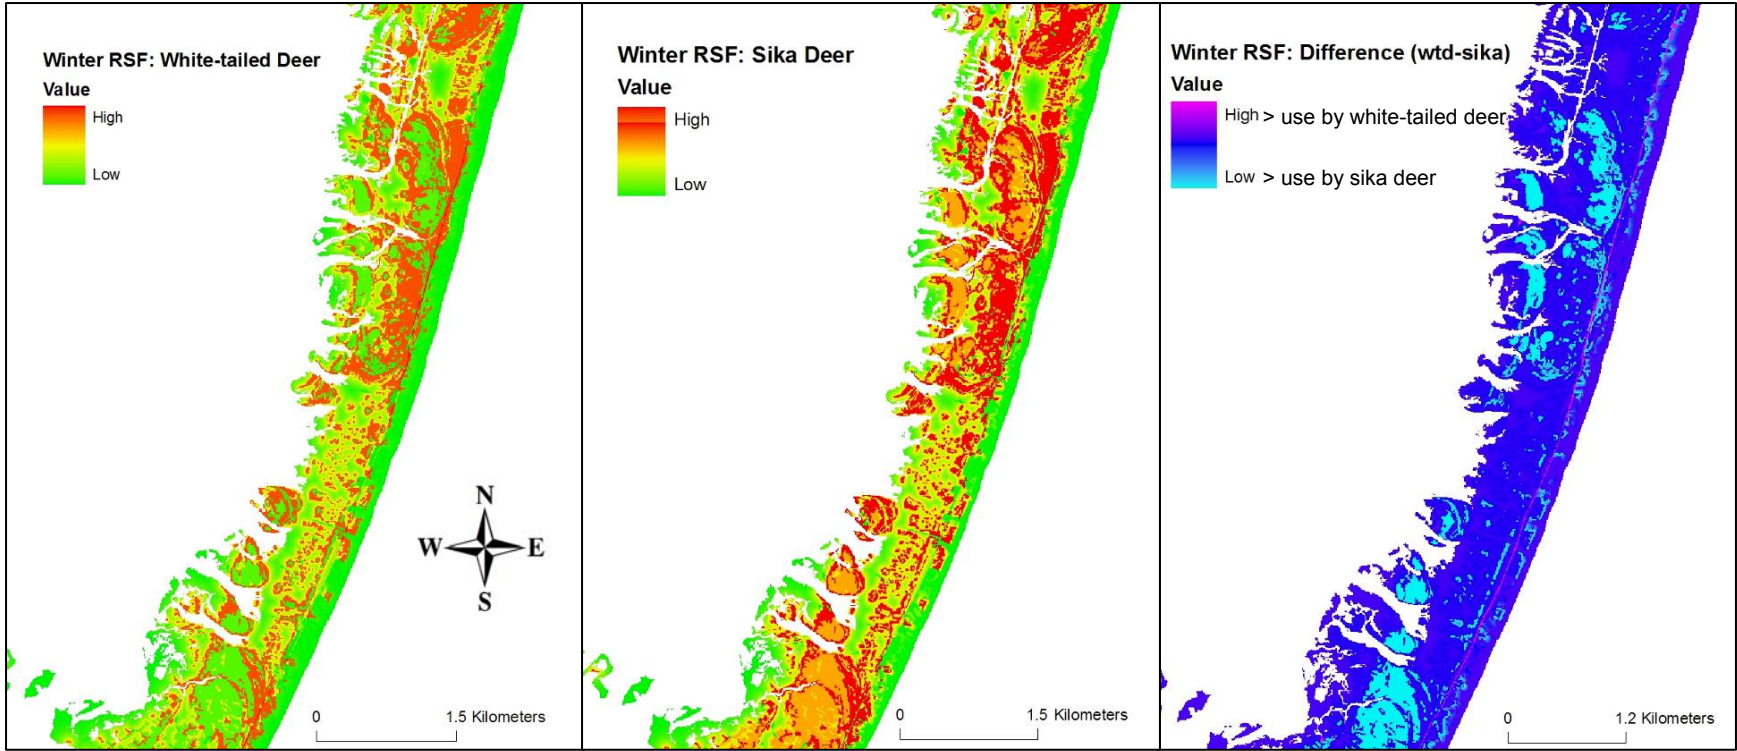 Winter RSF: White-tailed Deer
Value
High
Low
N
W E
S
0 1.5 Kilometers
Winter RSF: Sika Deer
Value
High
Low
0 1.5 Kilometers
Winter RSF: Difference (wtd-sika)
Value
High > use by white-tailed deer
Low > use by sika deer
0 1.2 Kilometers